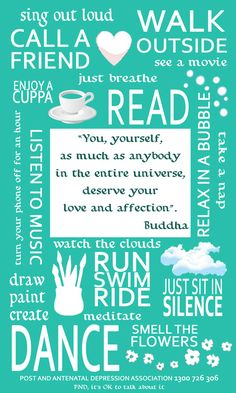 sing out loud
CALL A
FRIEND
WALK
OUTSIDE
see a movie
just breathe
ENJOY A
CUPPA
READ
turn your phone off for an hour
LISTEN TO MUSIC
"You, yourself,
as much as anybody
in the entire universe,
deserve your
love and affection".
Buddha
RELAX IN A BUBBLE
take a nap
watch the clouds
draw
paint
create
RUN
SWIM
RIDE
JUST SIT IN
SILENCE
meditate
DANCE
SMELL THE
FLOWERS
POST AND ANTENATAL DEPRESSION ASSOCIATION 1300 726 306
PND, it's OK to talk about it